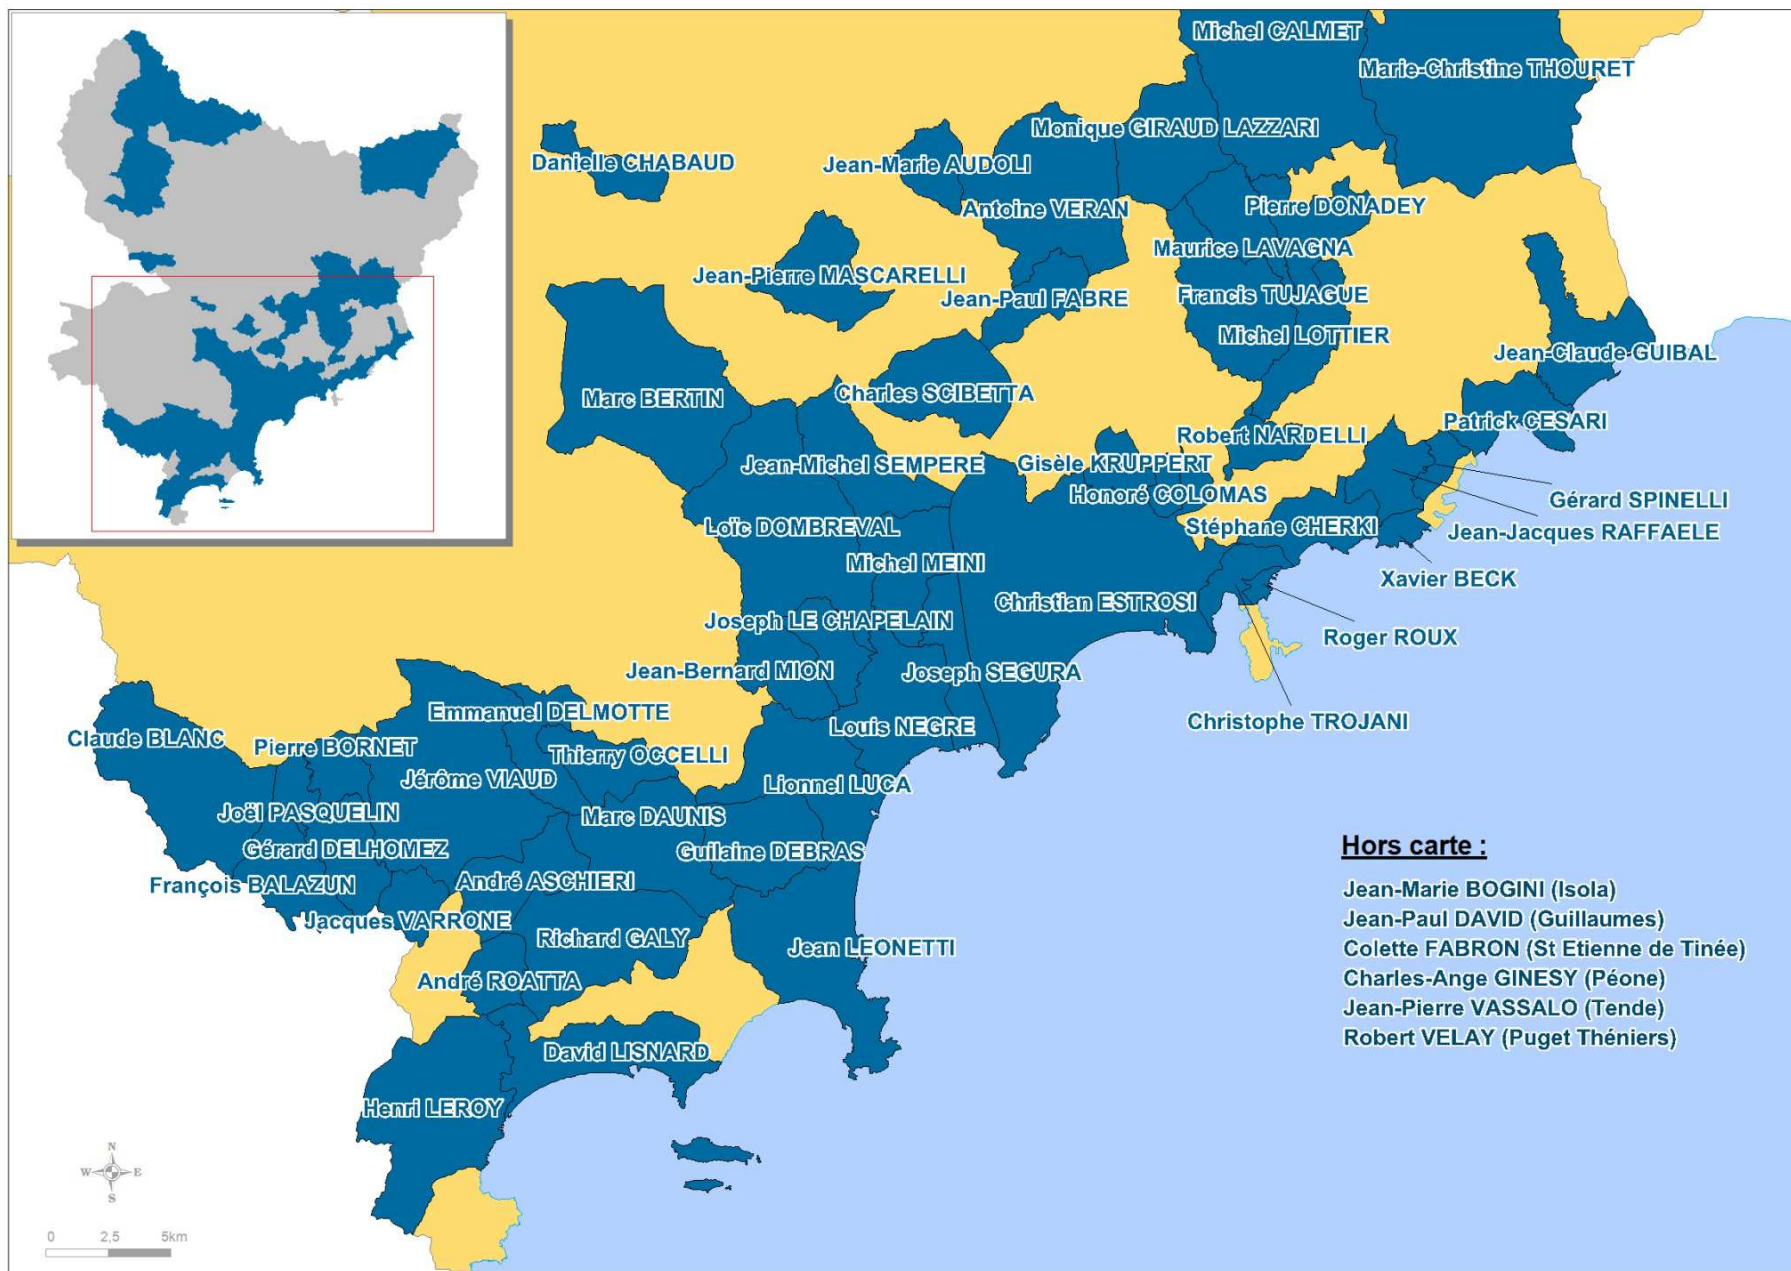 Michel CALMET
Marie-Christine THOURET
Monique GIRAUD LAZZARI
Danielle CHABAUD
Jean-Marie AUDOLI
Antoine VERAN
Pierre DONADEY
Maurice LAVAGNA
Jean-Pierre MASCARELLI
Jean-Paul FABRE
Francis TUJAGUE
Michel LOTTIER
Jean-Claude GUIBAL
Marc BERTIN
Charles SCIBETTA
Patrick CESARI
Robert NARDELLI
Jean-Michel SEMPERE
Gisèle KRUPPERT
Honoré COLOMAS
Gérard SPINELLI
Loïc DOMBREVAL
Stéphane CHERKI
Jean-Jacques RAFFAELE
Michel MEINI
Xavier BECK
Christian ESTROSI
Joseph LE CHAPELAIN
Roger ROUX
Jean-Bernard MION
Joseph SEGURA
Emmanuel DELMOTTE
Christophe TROJANI
Louis NEGRE
Claude BLANC
Pierre BORNET
Thierry OCCELLI
Jérôme VIAUD
Lionnel LUCA
Joël PASQUELIN
Marc DAUNIS
Gérard DELHOMEZ
Guilaine DEBRAS
François BALAZUN
André ASCHIERI
Jacques VARRONE
Richard GALY
Jean LEONETTI
André ROATTA
David LISNARD
Henri LEROY
Hors carte :
Jean-Marie BOGINI (Isola)
Jean-Paul DAVID (Guillaumes)
Colette FABRON (St Etienne de Tinée)
Charles-Ange GINESY (Péone)
Jean-Pierre VASSALO (Tende)
Robert VELAY (Puget Théniers)
N
W E
S
0 2,5 5km